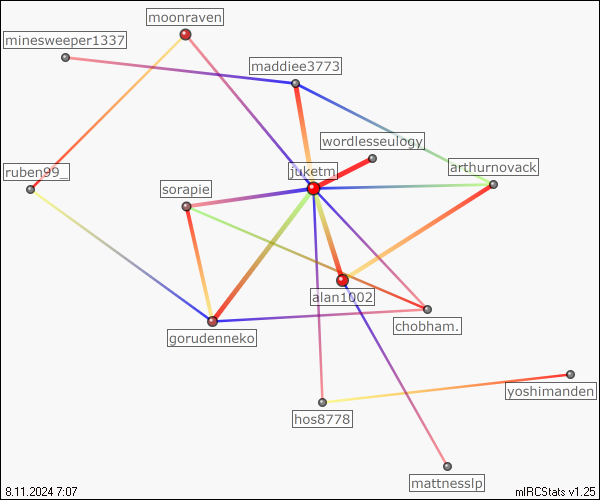 moonraven
minesweeper1337
maddiee3773
wordlesseulogy
juketm
arthurnovack
ruben99_
sorapie
alan1002
chobham.
gorudenneko
yoshimanden
hos8778
mattnesslp
8.11.2024 7:07
mIRCStats v1.25